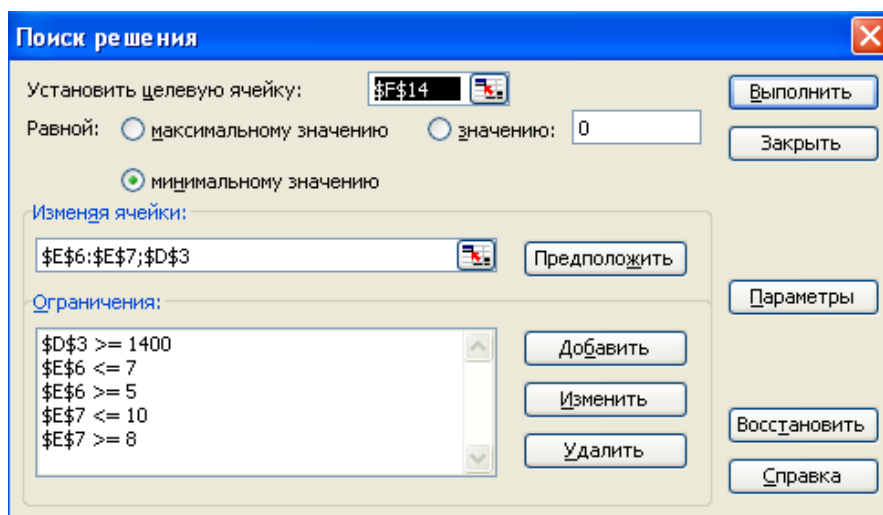 Поиск решения
Установить целевую ячейку: $F$14
Выполнить
Равной: максимальному значению значению: 0
Закрыть
минимальному значению
Изменяя ячейки:
$E$6:$E$7;$D$3
Предположить
Ограничения:
Параметры
$D$3 >= 1400
$E$6 <= 7
$E$6 >= 5
$E$7 <= 10
$E$7 >= 8
Добавить
Изменить
Удалить
Восстановить
Справка